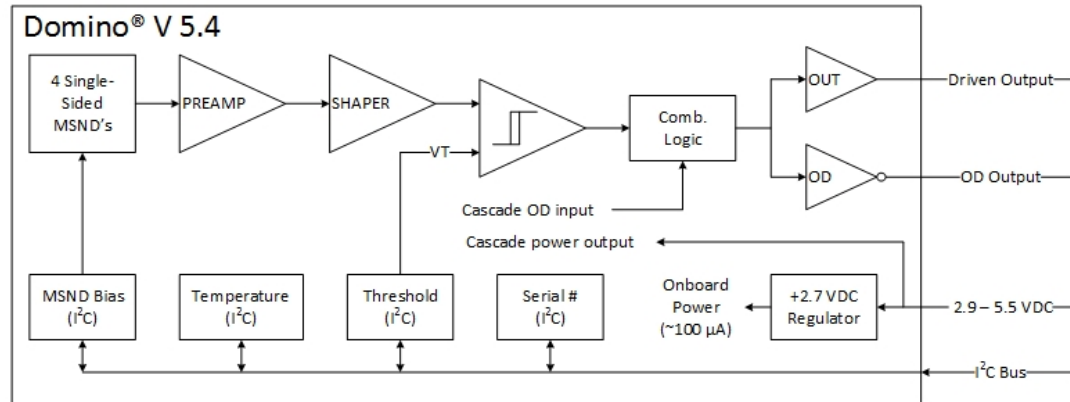 Domino® V 5.4
4 Single-
Sided
MSND's
PREAMP
SHAPER
VT
Comb.
Logic
OUT
Driven Output
OD
OD Output
Cascade OD input
Cascade power output
MSND Bias
(I²C)
Temperature
(I²C)
Threshold
(I²C)
Serial #
(I²C)
Onboard
Power
(~100 µA)
+2.7 VDC
Regulator
2.9 – 5.5 VDC
I²C Bus